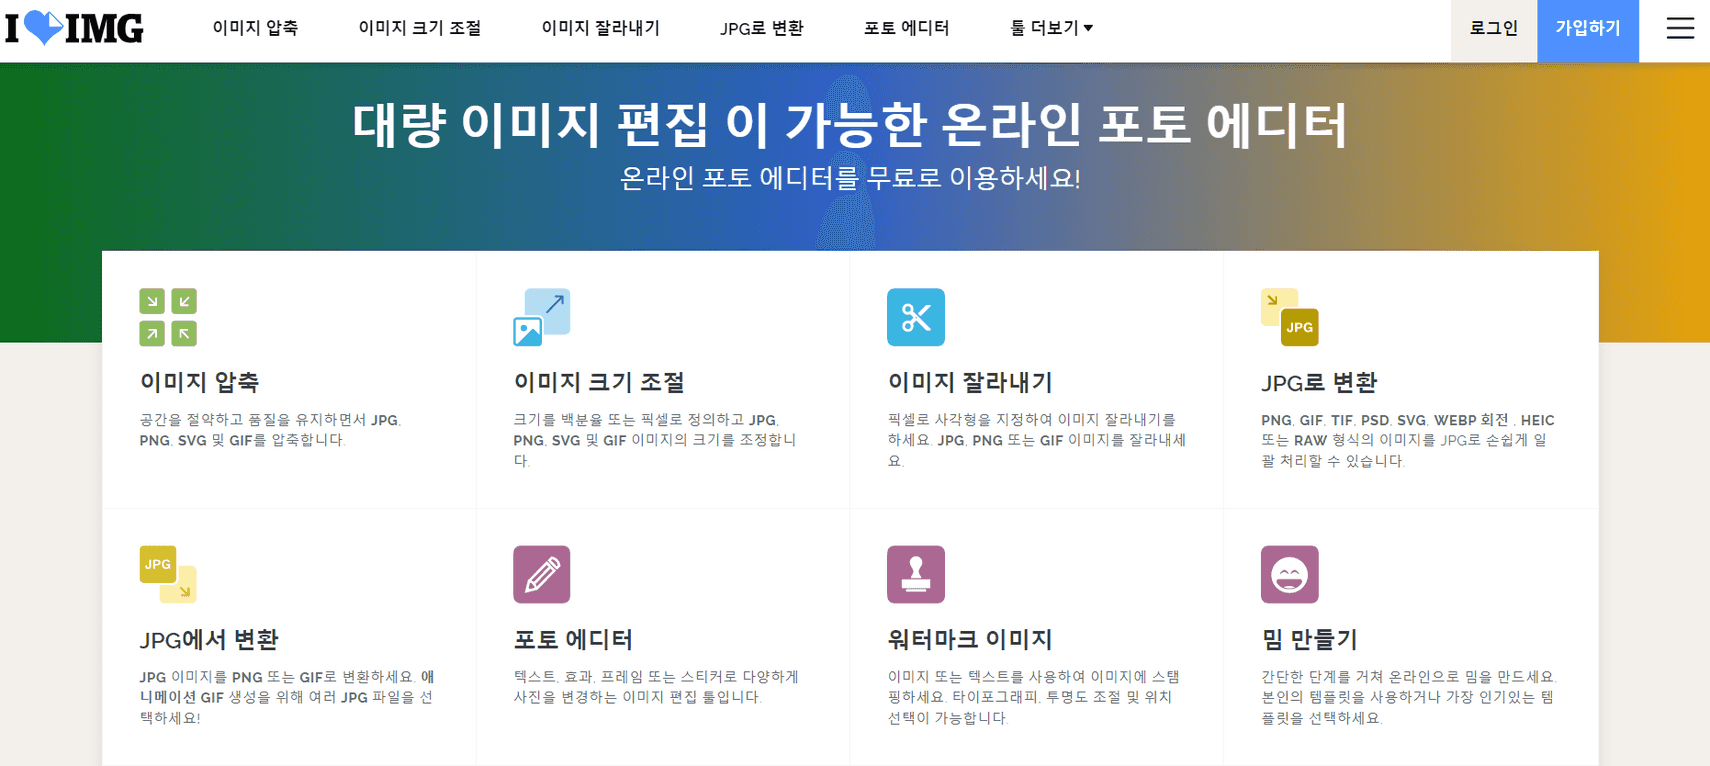 I IMG
이미지 압축
이미지 크기 조절
이미지 잘라내기
JPG로 변환
포토 에디터
툴 더보기
로그인
가입하기
대량 이미지 편집 이 가능한 온라인 포토 에디터
온라인 포토 에디터를 무료로 이용하세요!
이미지 압축
공간을 절약하고 품질을 유지하면서 JPG,
PNG, SVG 및 GIF를 압축합니다.
이미지 크기 조절
크기를 백분율 또는 픽셀로 정의하고 JPG,
PNG, SVG 및 GIF 이미지의 크기를 조정합니
다.
이미지 잘라내기
픽셀로 사각형을 지정하여 이미지 잘라내기를
하세요. JPG, PNG 또는 GIF 이미지를 잘라내세
요.
JPG
JPG로 변환
PNG, GIF, TIF, PSD, SVG, WEBP 회전 , HEIC
또는 RAW 형식의 이미지를 JPG로 손쉽게 일
괄 처리할 수 있습니다.
JPG
JPG에서 변환
JPG 이미지를 PNG 또는 GIF로 변환하세요. 애
니메이션 GIF 생성을 위해 여러 JPG 파일을 선
택하세요!
포토 에디터
텍스트, 효과, 프레임 또는 스티커로 다양하게
사진을 변경하는 이미지 편집 툴입니다.
워터마크 이미지
이미지 또는 텍스트를 사용하여 이미지에 스탬
핑하세요. 타이포그래피, 투명도 조절 및 위치
선택이 가능합니다.
밈 만들기
간단한 단계를 거쳐 온라인으로 밈을 만드세요.
본인의 템플릿을 사용하거나 가장 인기있는 템
플릿을 선택하세요.